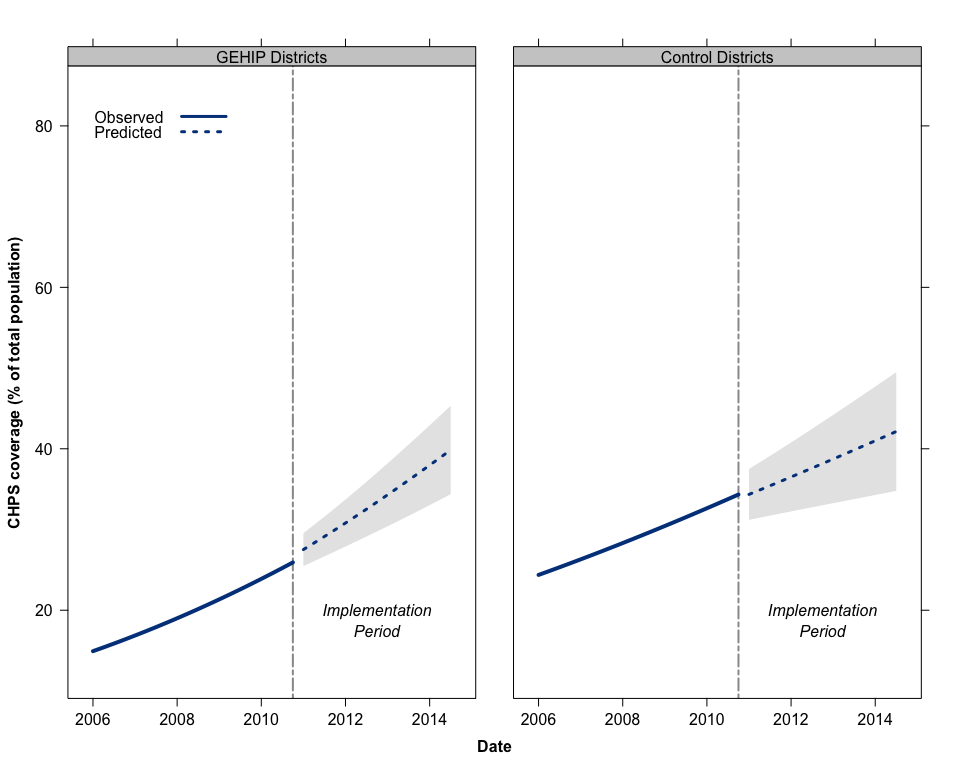 GEHIP Districts
Control Districts
Observed
Predicted
80
60
40
20
CHPS coverage (% of total population)
Implementation
Period
Implementation
Period
2006 2008 2010 2012 2014
2006 2008 2010 2012 2014
Date